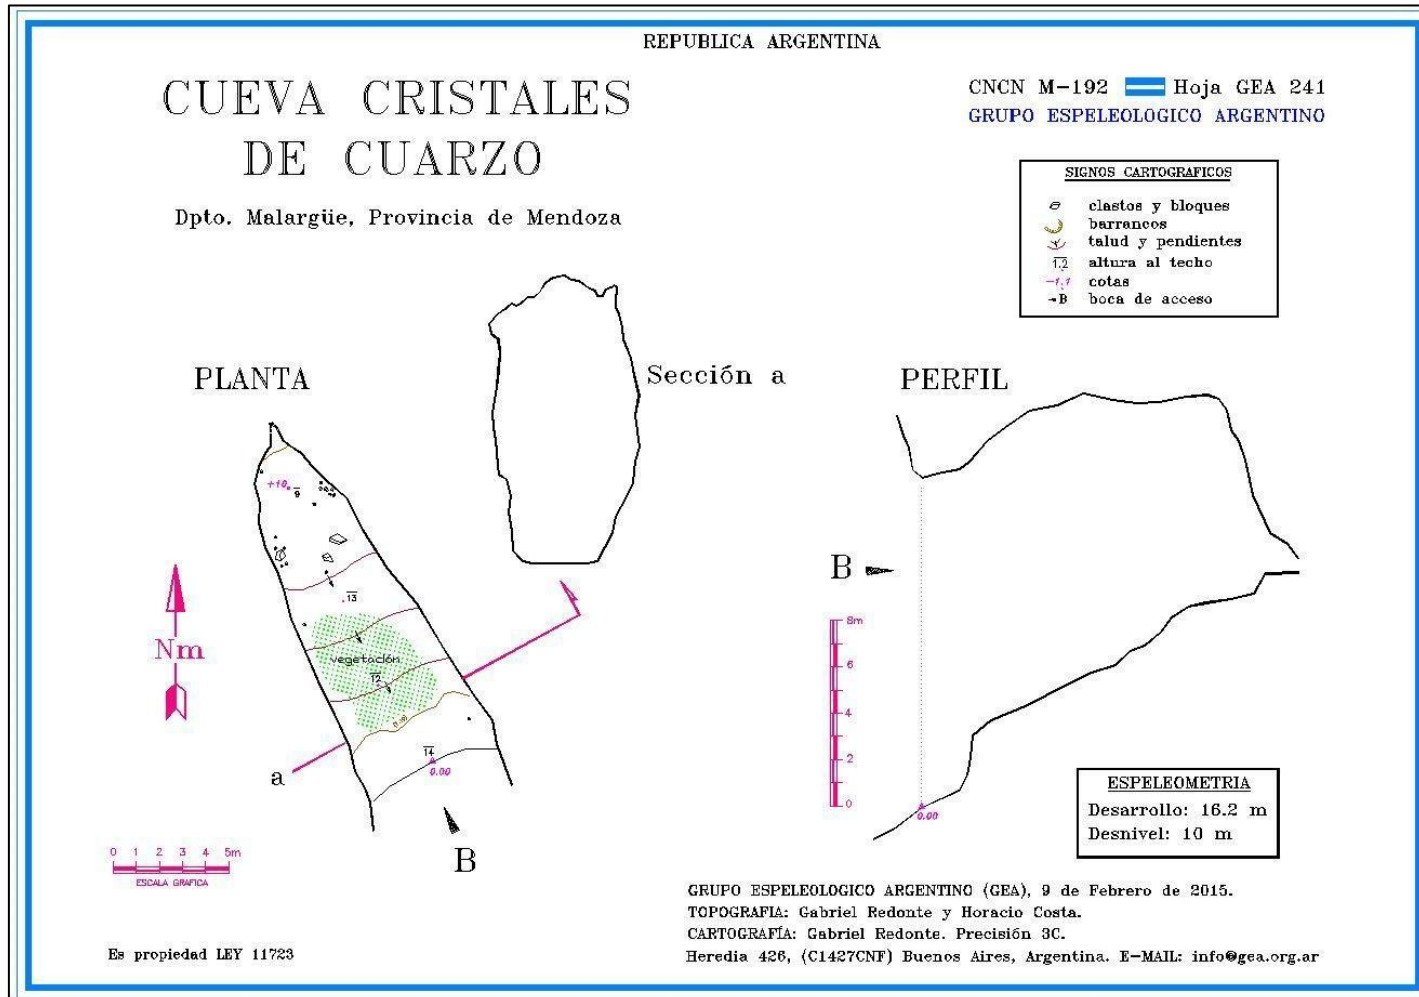 REPUBLICA ARGENTINA
CUEVA CRISTALES
DE CUARZO
Dpto. Malargüe, Provincia de Mendoza
CNCN M-192 Hoja GEA 241
GRUPO ESPELEOLOGICO ARGENTINO
SIGNOS CARTOGRAFICOS
clastos y bloques
barrancos
talud y pendientes
1.2 altura al techo
-1.1 cotas
B boca de acceso
PLANTA
Sección a
PERFIL
+10
9
13
vegetación
12
14
0.00
a
B
Nm
0 1 2 3 4 5m
ESCALA GRAFICA
B
8m
6
4
2
0
0.00
ESPELEOMETRIA
Desarrollo: 16.2 m
Desnivel: 10 m
GRUPO ESPELEOLOGICO ARGENTINO (GEA), 9 de Febrero de 2015.
TOPOGRAFIA: Gabriel Redonte y Horacio Costa.
CARTOGRAFÍA: Gabriel Redonte. Precisión 3C.
Heredia 426, (C1427CNF) Buenos Aires, Argentina. E-MAIL: info@gea.org.ar
Es propiedad LEY 11723